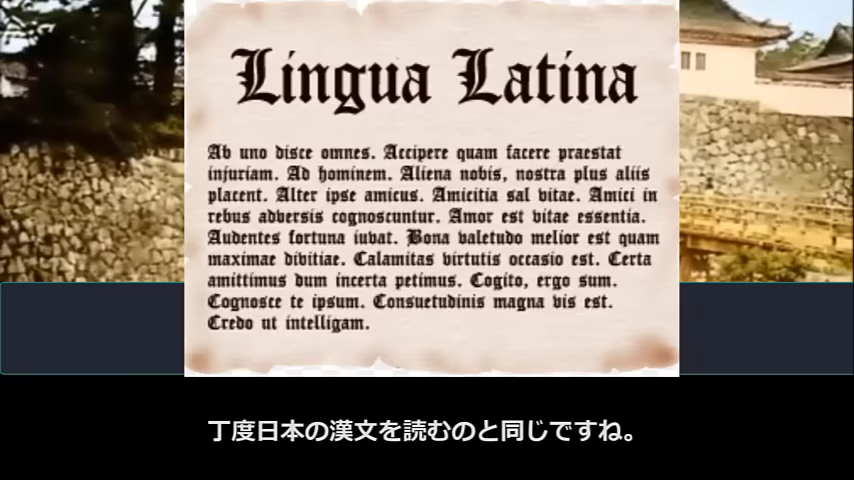 Lingua Latina
Ab uno disce omnes. Accipere quam facere praestat
injuriam. Ad hominem. Aliena nobis, nostra plus aliis
placent. Alter ipse amicus. Amicitia sal vitae. Amici in
rebus adversis cognoscuntur. Amor est vitae essentia.
Audentes fortuna iuvat. Bona valetudo melior est quam
maximae divitiae. Calamitas virtutis occasio est. Certa
amittimus dum incerta petimus. Cogito, ergo sum.
Cognosce te ipsum. Consuetudinis magna vis est.
Credo ut intelligam.
丁度日本の漢文を読むのと同じですね。